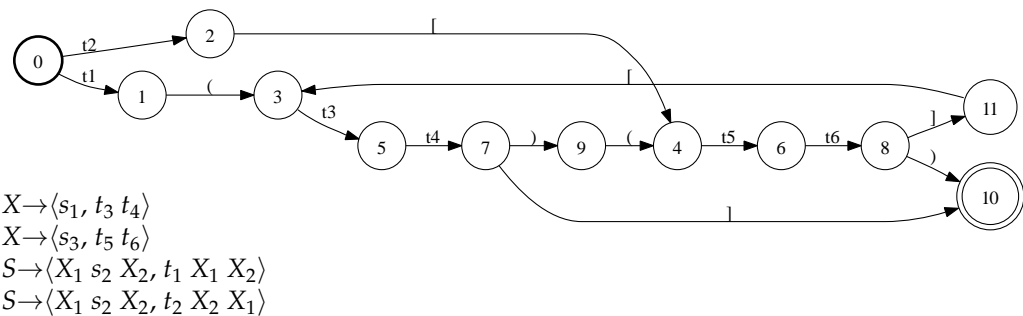 t2
2
[
0
t1
1
(
3
[
11
t3
5
t4
7
)
9
(
4
t5
6
t6
8
]
)
10
]
X→⟨s₁, t₃ t₄⟩
X→⟨s₃, t₅ t₆⟩
S→⟨X₁ s₂ X₂, t₁ X₁ X₂⟩
S→⟨X₁ s₂ X₂, t₂ X₂ X₁⟩